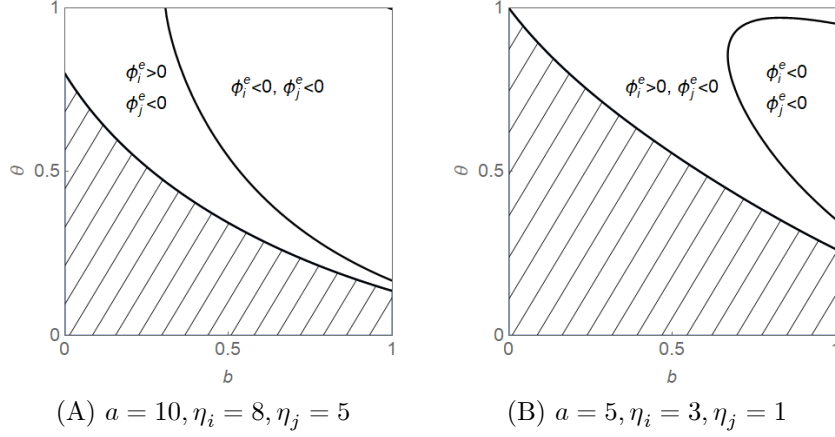 1
ϕ_i^e>0
ϕ_j^e<0
ϕ_i^e<0, ϕ_j^e<0
θ 0.5
0
0 0.5 1
b
(A) a = 10, η_i = 8, η_j = 5
1
ϕ_i^e>0, ϕ_j^e<0
ϕ_i^e<0
ϕ_j^e<0
θ 0.5
0
0 0.5 1
b
(B) a = 5, η_i = 3, η_j = 1